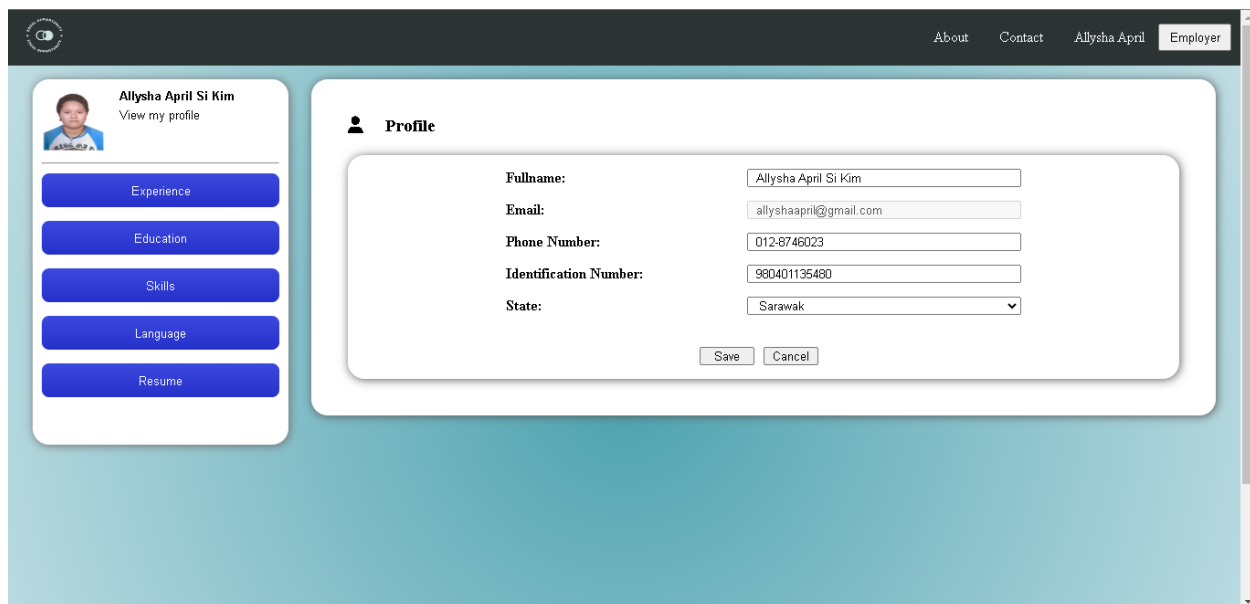 About Contact Allysha April Employer
Allysha April Si Kim
View my profile
Experience
Education
Skills
Language
Resume
Profile
Fullname: Allysha April Si Kim
Email: allyshaapril@gmail.com
Phone Number: 012-8746023
Identification Number: 980401135480
State: Sarawak
Save Cancel